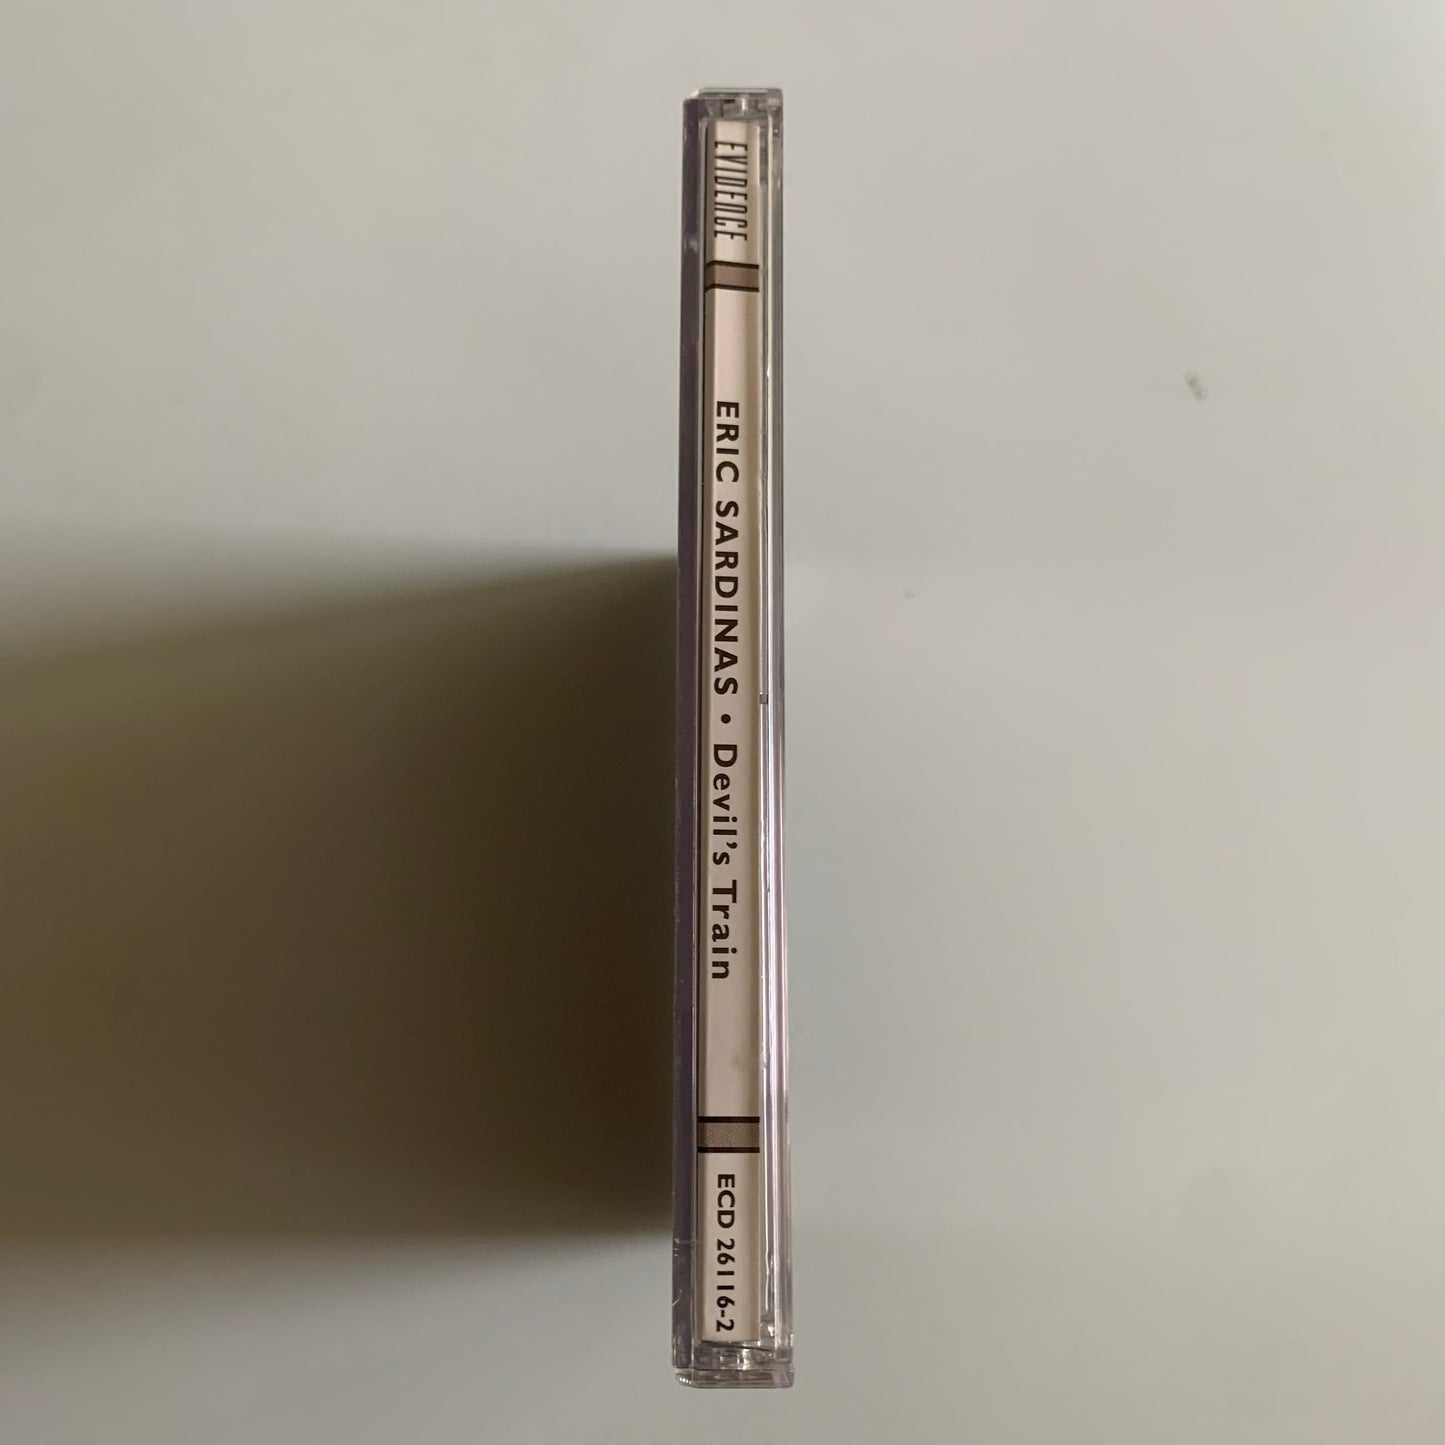 EVIDENCE
ERIC SARDINAS • Devil's Train
ECD 26116-2